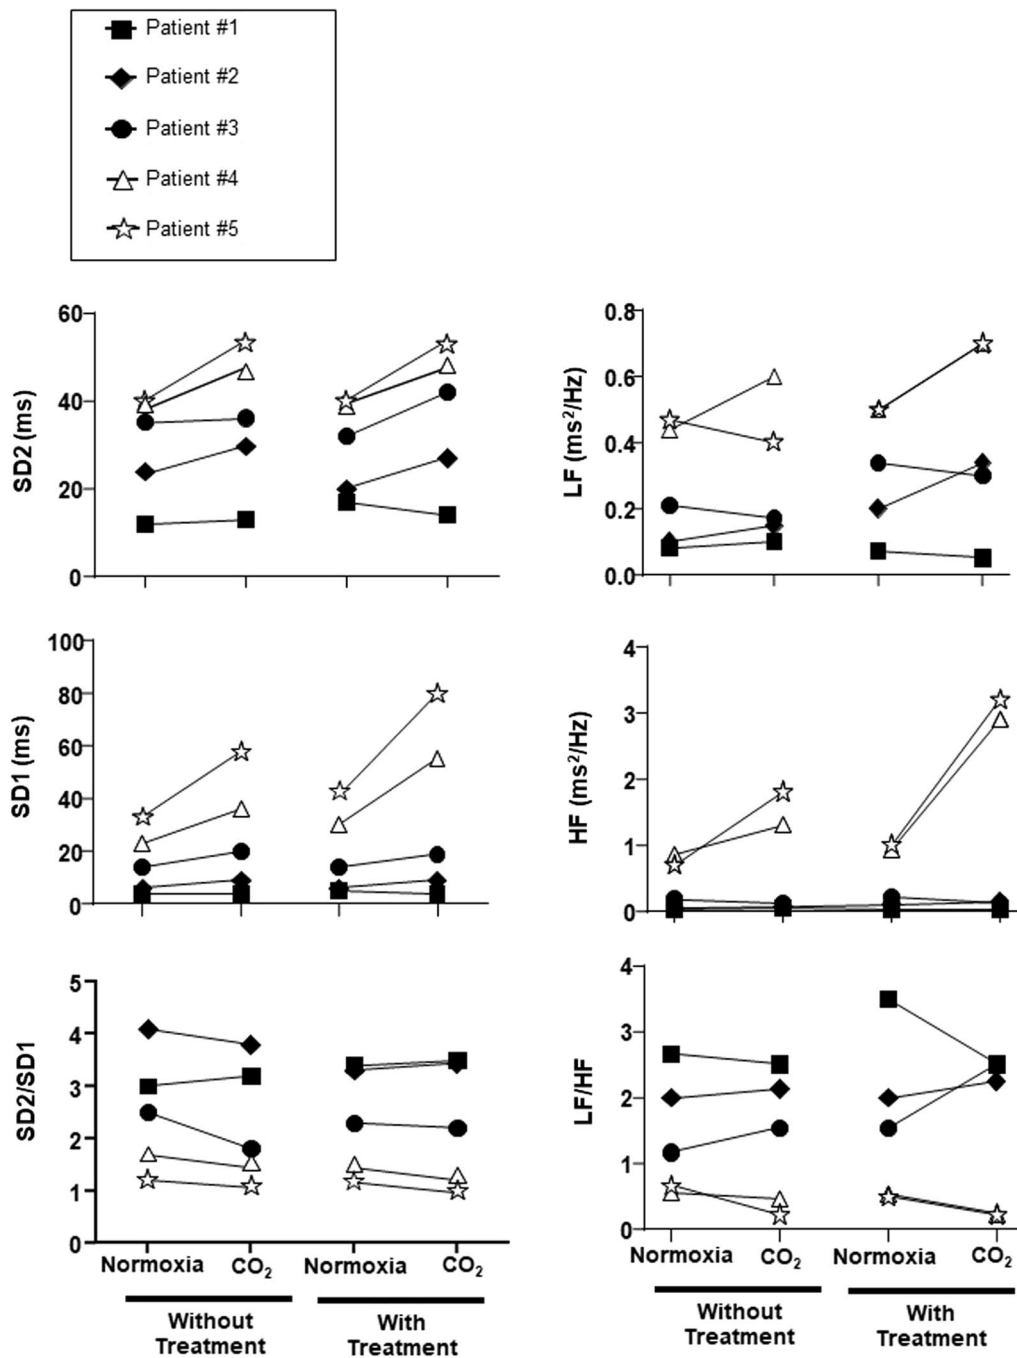 Patient #1
Patient #2
Patient #3
Patient #4
Patient #5
SD2 (ms)
60
40
20
0
LF (ms²/Hz)
0.8
0.6
0.4
0.2
0.0
SD1 (ms)
100
80
60
40
20
0
HF (ms²/Hz)
4
3
2
1
0
SD2/SD1
5
4
3
2
1
0
Normoxia CO₂ Normoxia CO₂
Without Treatment
With Treatment
LF/HF
4
3
2
1
0
Normoxia CO₂ Normoxia CO₂
Without Treatment
With Treatment